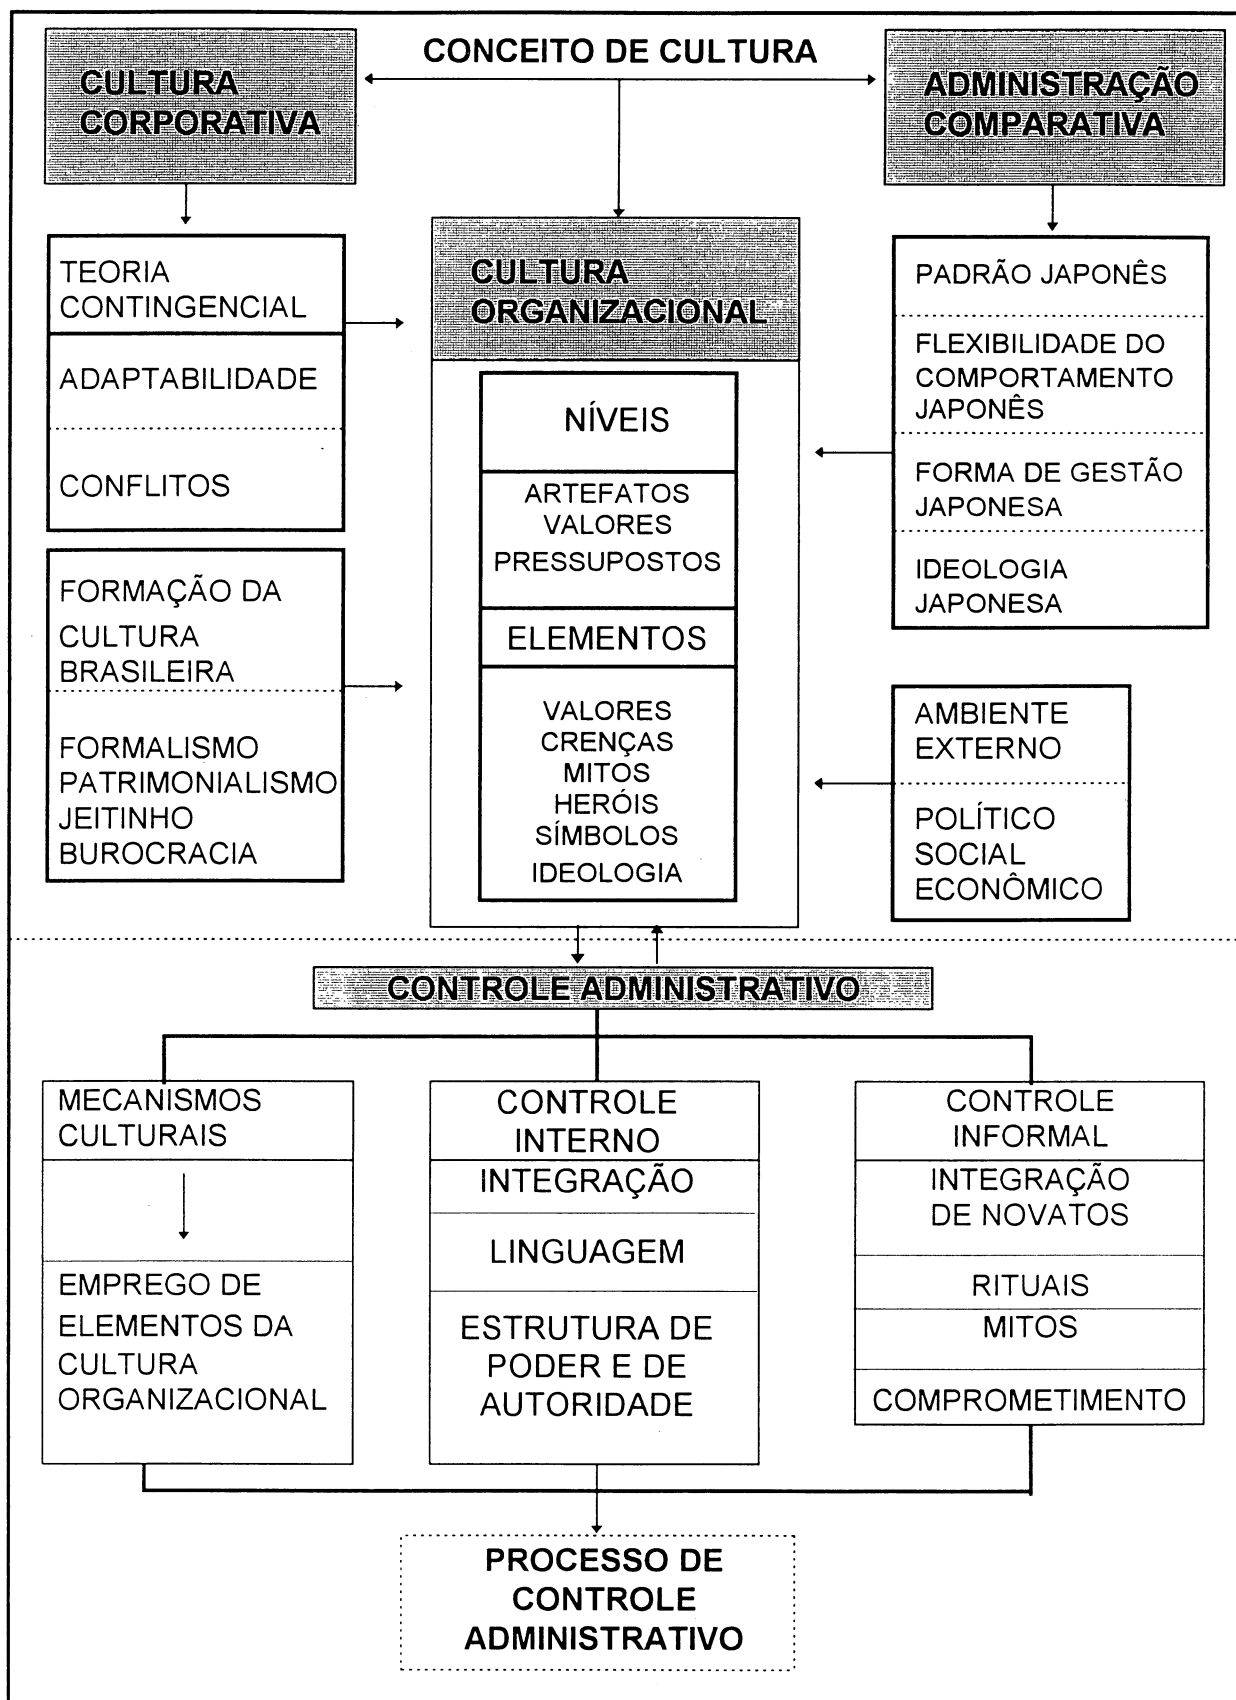 CONCEITO DE CULTURA
CULTURA
CORPORATIVA
ADMINISTRAÇÃO
COMPARATIVA
TEORIA
CONTINGENCIAL
ADAPTABILIDADE
CONFLITOS
FORMAÇÃO DA
CULTURA
BRASILEIRA
FORMALISMO
PATRIMONIALISMO
JEITINHO
BUROCRACIA
CULTURA
ORGANIZACIONAL
NÍVEIS
ARTEFATOS
VALORES
PRESSUPOSTOS
ELEMENTOS
VALORES
CRENÇAS
MITOS
HERÓIS
SÍMBOLOS
IDEOLOGIA
PADRÃO JAPONÊS
FLEXIBILIDADE DO
COMPORTAMENTO
JAPONÊS
FORMA DE GESTÃO
JAPONESA
IDEOLOGIA
JAPONESA
AMBIENTE
EXTERNO
POLÍTICO
SOCIAL
ECONÔMICO
CONTROLE ADMINISTRATIVO
MECANISMOS
CULTURAIS
EMPREGO DE
ELEMENTOS DA
CULTURA
ORGANIZACIONAL
CONTROLE
INTERNO
INTEGRAÇÃO
LINGUAGEM
ESTRUTURA DE
PODER E DE
AUTORIDADE
CONTROLE
INFORMAL
INTEGRAÇÃO
DE NOVATOS
RITUAIS
MITOS
COMPROMETIMENTO
PROCESSO DE
CONTROLE
ADMINISTRATIVO